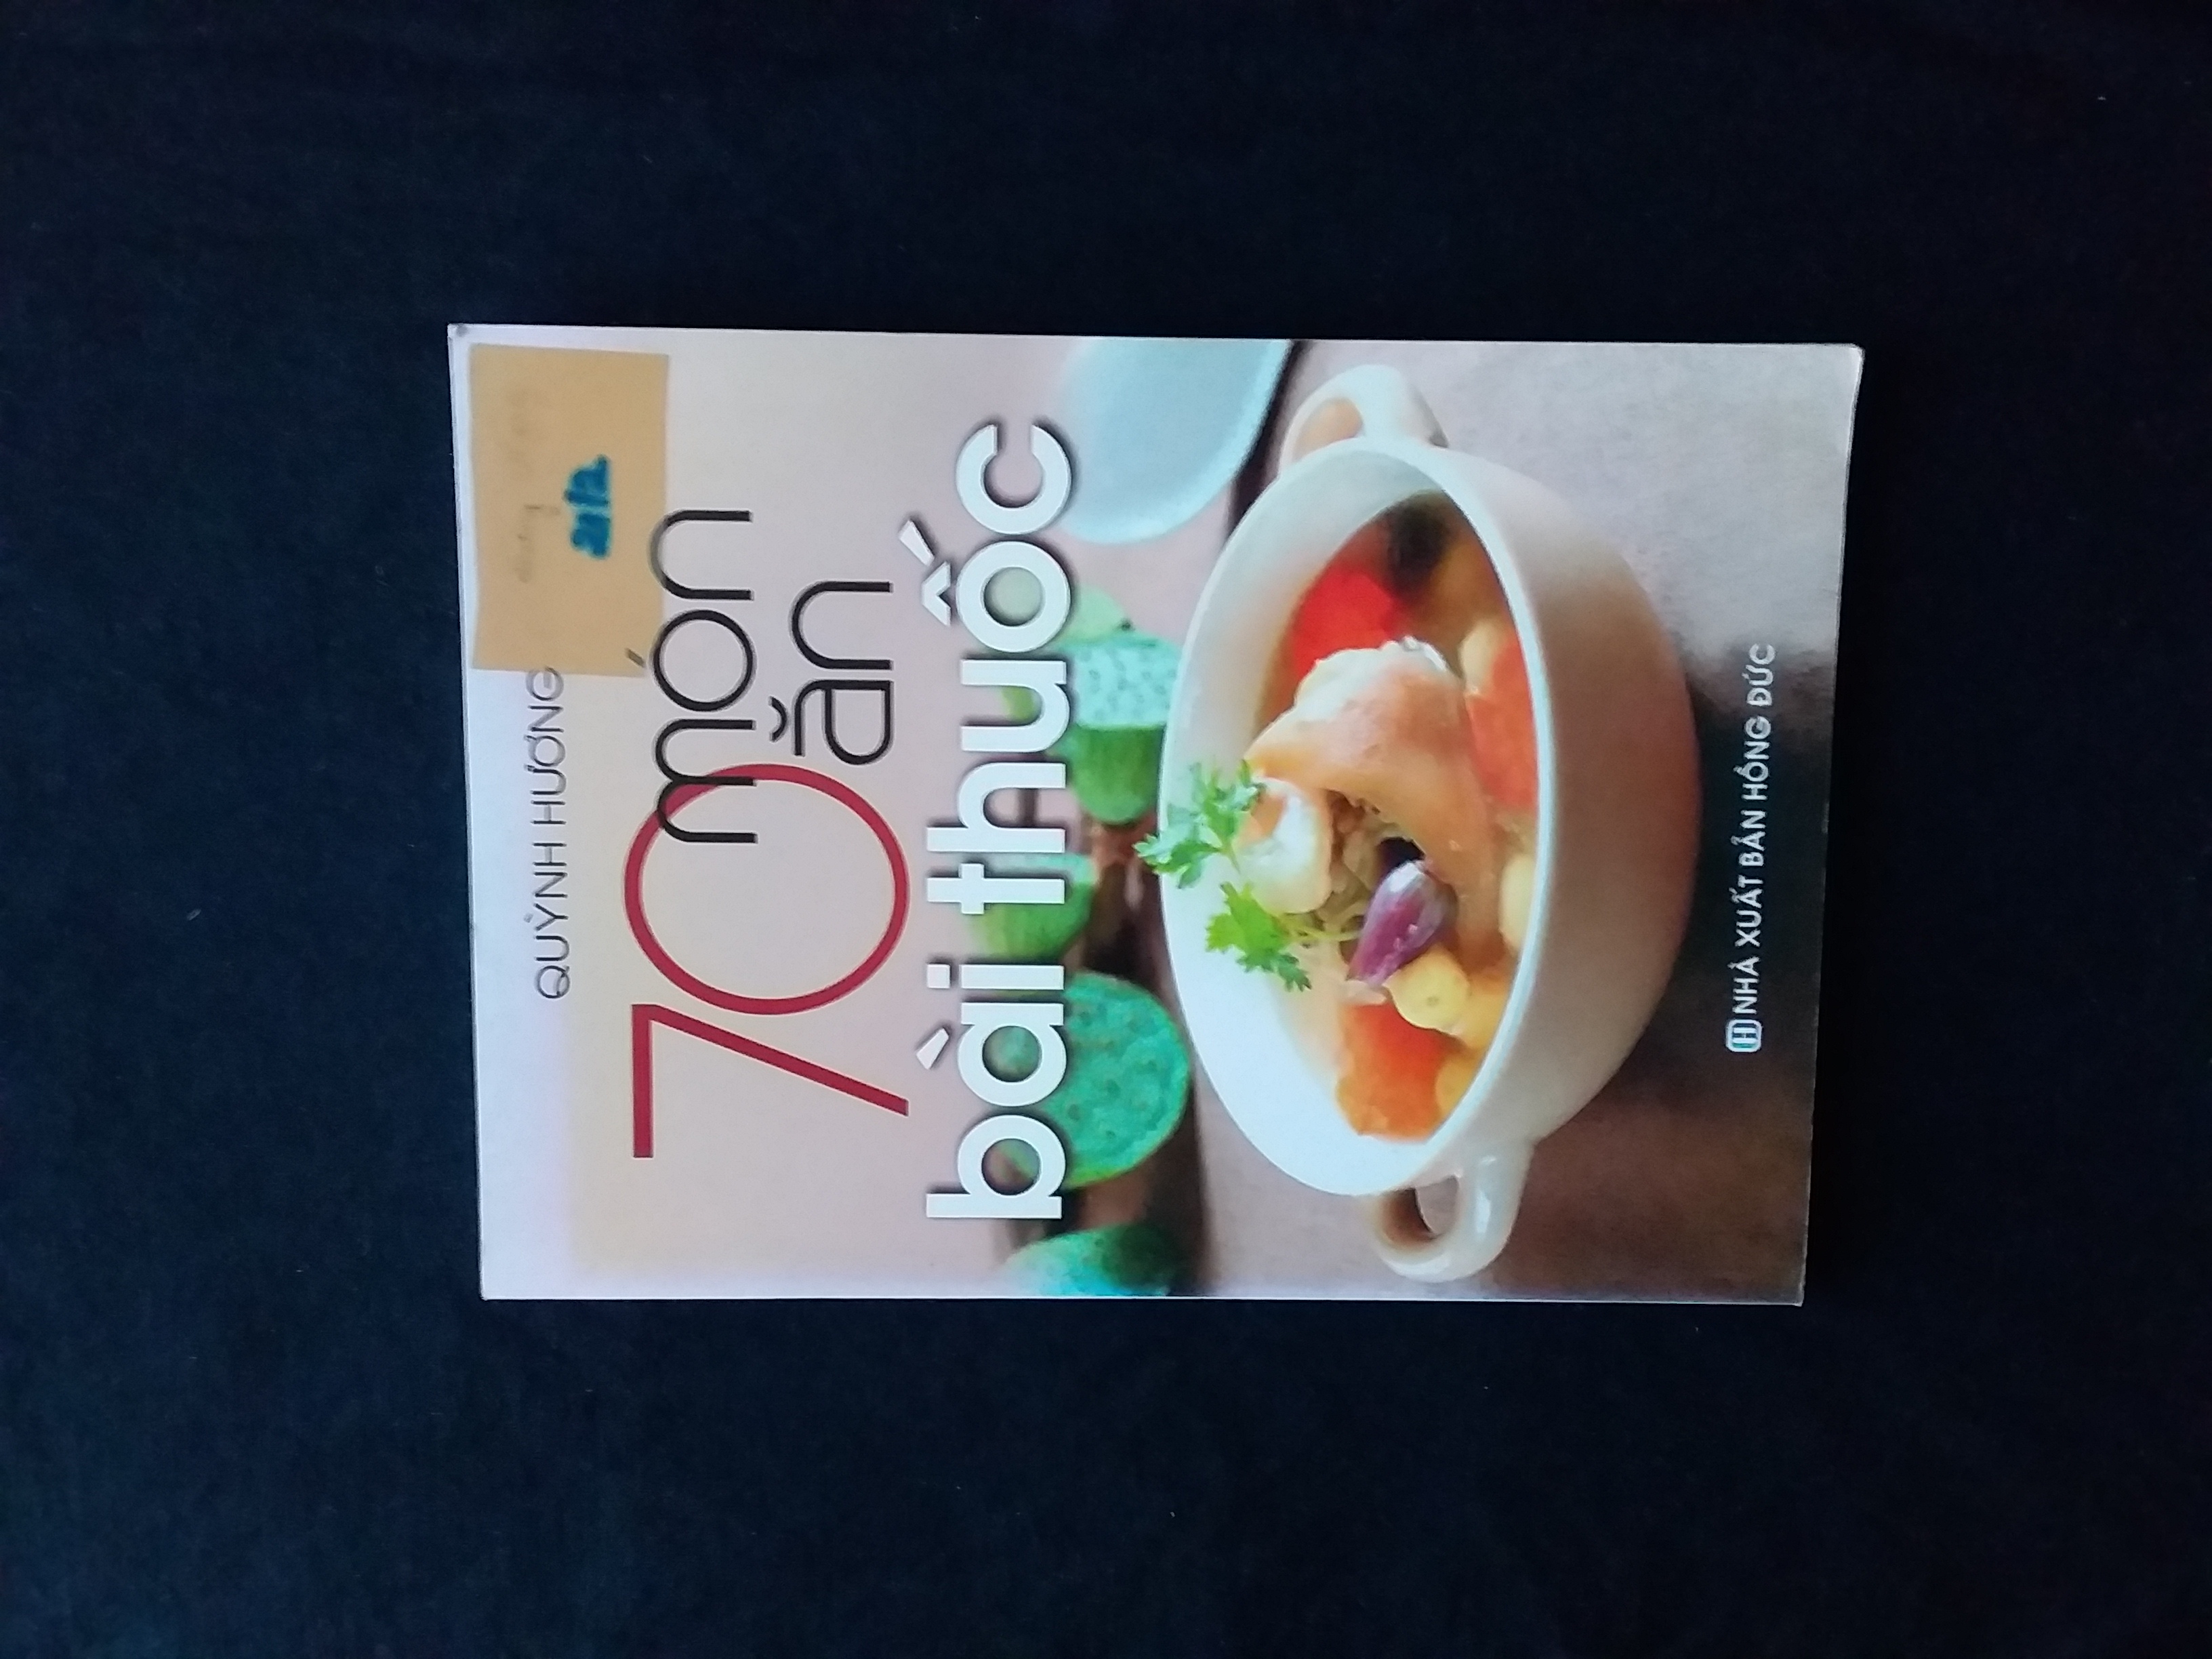 QUỲNH HƯƠNG
70 món
ăn
bài thuốc
NHÀ XUẤT BẢN HỒNG ĐỨC